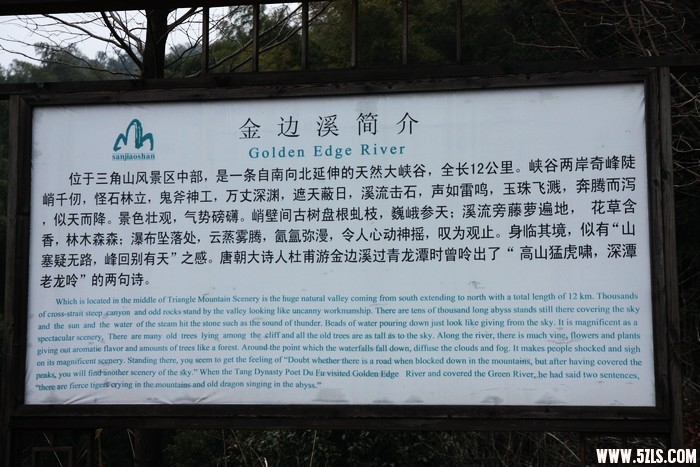 金边溪简介
sanjiaoshan
Golden Edge River
位于三角山风景区中部，是一条自南向北延伸的天然大峡谷，全长12公里。峡谷两岸奇峰陡
峭千仞，怪石林立，鬼斧神工，万丈深渊，遮天蔽日，溪流击石，声如雷鸣，玉珠飞溅，奔腾而泻
，似天而降。景色壮观，气势磅礴。峭壁间古树盘根虬枝，巍峨参天；溪流旁藤萝遍地， 花草含
香，林木森森；瀑布坠落处，云蒸雾腾，氤氲弥漫，令人心动神摇，叹为观止。身临其境，似有“山
塞疑无路，峰回别有天”之感。唐朝大诗人杜甫游金边溪过青龙潭时曾吟出了“ 高山猛虎啸，深潭
老龙吟”的两句诗。
Which is located in the middle of Triangle Mountain Scenery is the huge natural valley coming from south extending to north with a total length of 12 km. Thousands
of cross-strait steep canyon and odd rocks stand by the valley looking like uncanny workmanship. There are tens of thousand long abyss stands still there covering the sky
and the sun and the water of the steam hit the stone such as the sound of thunder. Beads of water pouring down just look like giving from the sky. It is magnificent as a
spectacular scenery. There are many old trees lying among the cliff and all the old trees are as tall as to the sky. Along the river, there is much vine, flowers and plants
giving out aromatic flavor and amounts of trees like a forest. Around the point which the waterfalls fall down, diffuse the clouds and fog. It makes people shocked and sigh
on its magnificent scenery. Standing there, you seem to get the feeling of "Doubt whether there is a road when blocked down in the mountains, but after having covered the
peaks, you will find another scenery of the sky." When the Tang Dynasty Poet Du Fu visited Golden Edge River and covered the Green River, he had said two sentences,
"there are fierce tigers crying in the mountains and old dragon singing in the abyss."
WWW.5ZLS.COM